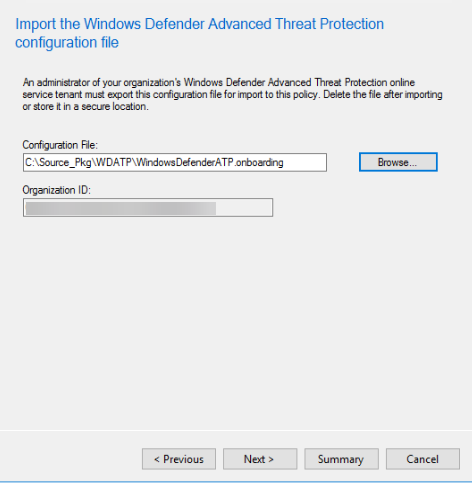 Import the Windows Defender Advanced Threat Protection
configuration file
An administrator of your organization's Windows Defender Advanced Threat Protection online
service tenant must export this configuration file for import to this policy. Delete the file after importing
or store it in a secure location.
Configuration File:
C:\Source_Pkg\WDATP\WindowsDefenderATP.onboarding
Browse...
Organization ID:
< Previous
Next >
Summary
Cancel